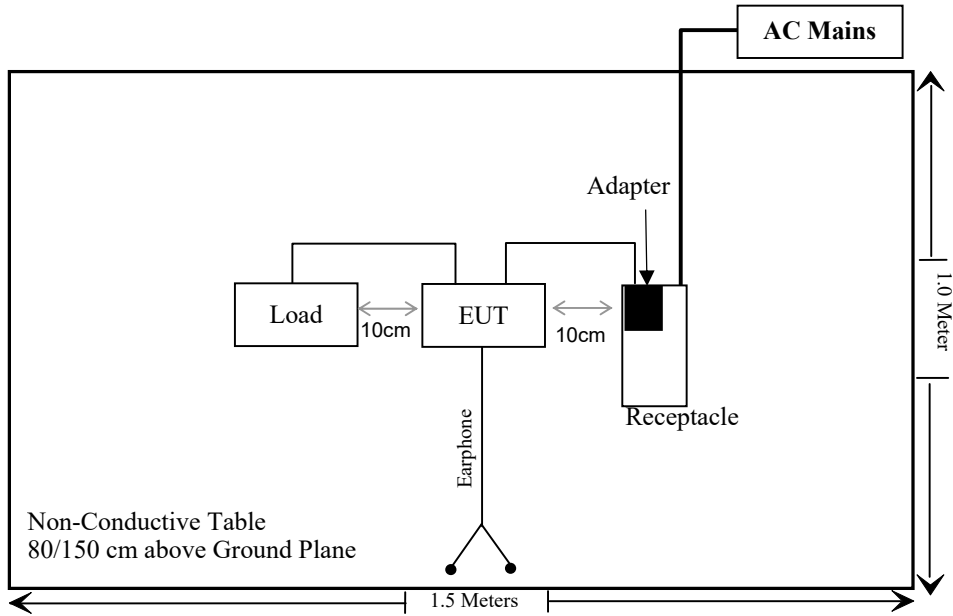 AC Mains
Adapter
Load
10cm
EUT
10cm
1.0 Meter
Receptacle
Earphone
Non-Conductive Table
80/150 cm above Ground Plane
1.5 Meters